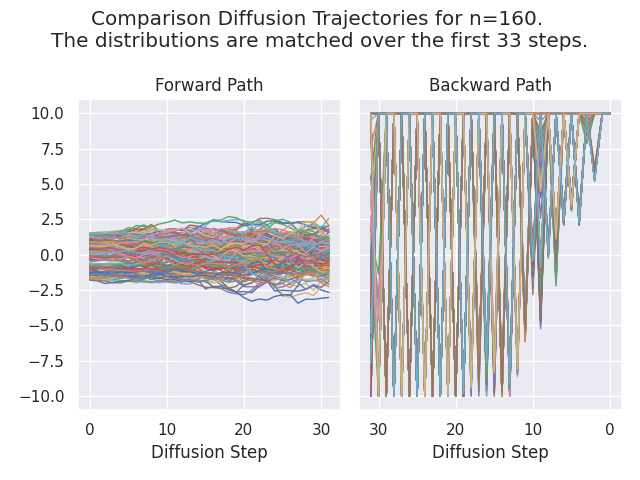 Comparison Diffusion Trajectories for n=160.
The distributions are matched over the first 33 steps.
Forward Path
Backward Path
10.0
7.5
5.0
2.5
0.0
−2.5
−5.0
−7.5
−10.0
0 10 20 30
30 20 10 0
Diffusion Step
Diffusion Step